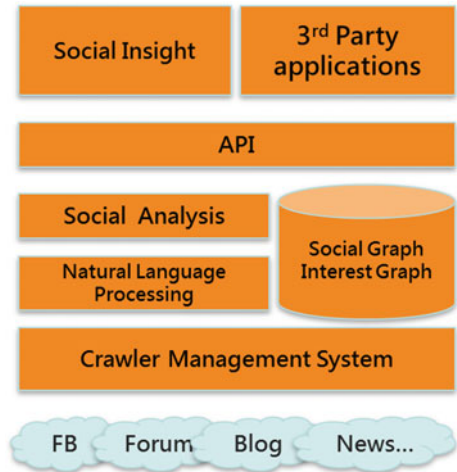 Social Insight
3rd Party
applications
API
Social Analysis
Natural Language
Processing
Social Graph
Interest Graph
Crawler Management System
FB
Forum
Blog
News...